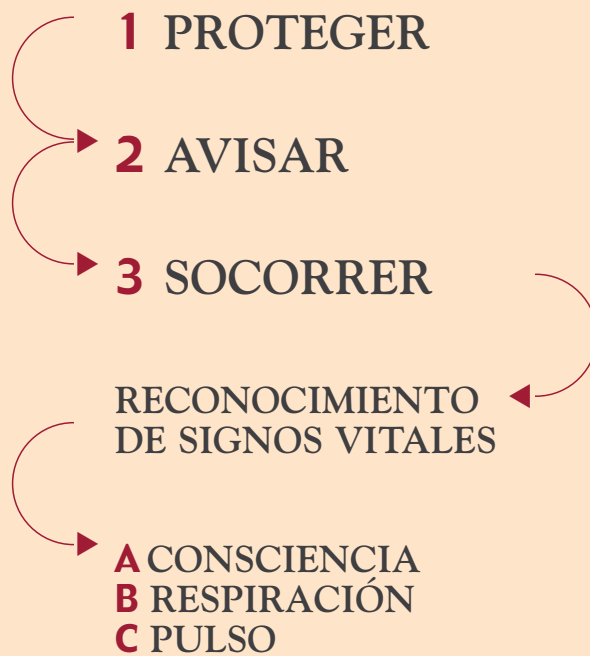 1 PROTEGER
2 AVISAR
3 SOCORRER
RECONOCIMIENTO
DE SIGNOS VITALES
A CONSCIENCIA
B RESPIRACIÓN
C PULSO